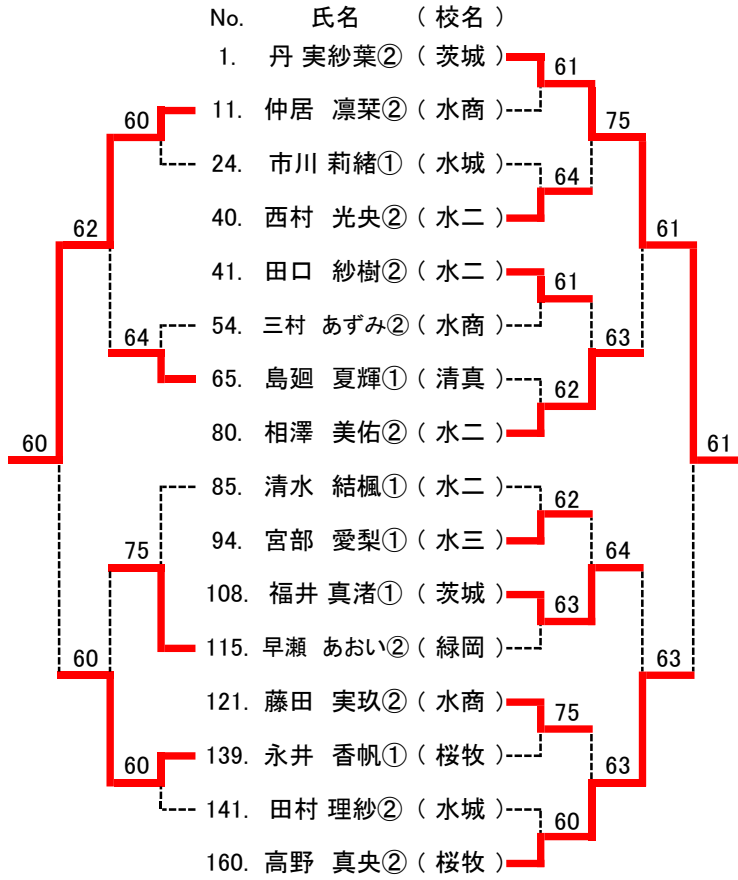 No. 氏名 ( 校名 )
1. 丹 実紗葉② ( 茨城 ) 61
60 11. 仲居 凛栞② ( 水商 ) 75
24. 市川 莉緒① ( 水城 ) 64
62 40. 西村 光央② ( 水二 ) 61
41. 田口 紗樹② ( 水二 ) 61
64 54. 三村 あずみ② ( 水商 ) 63
65. 島廻 夏輝① ( 清真 ) 62
60 80. 相澤 美佑② ( 水二 ) 61
85. 清水 結楓① ( 水二 ) 62
75 94. 宮部 愛梨① ( 水三 ) 64
108. 福井 真渚① ( 茨城 ) 63
60 115. 早瀬 あおい② ( 緑岡 ) 63
121. 藤田 実玖② ( 水商 ) 75
60 139. 永井 香帆① ( 桜牧 ) 63
141. 田村 理紗② ( 水城 ) 60
160. 高野 真央② ( 桜牧 )